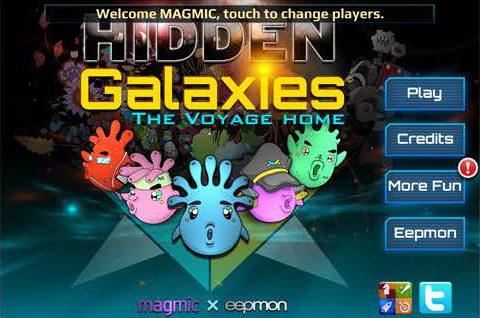 Welcome MAGMIC, touch to change players.
HIDDEN
Galaxies
THE VOYAGE HOME
Play
Credits
!
More Fun
Eepmon
magmic x eepmon